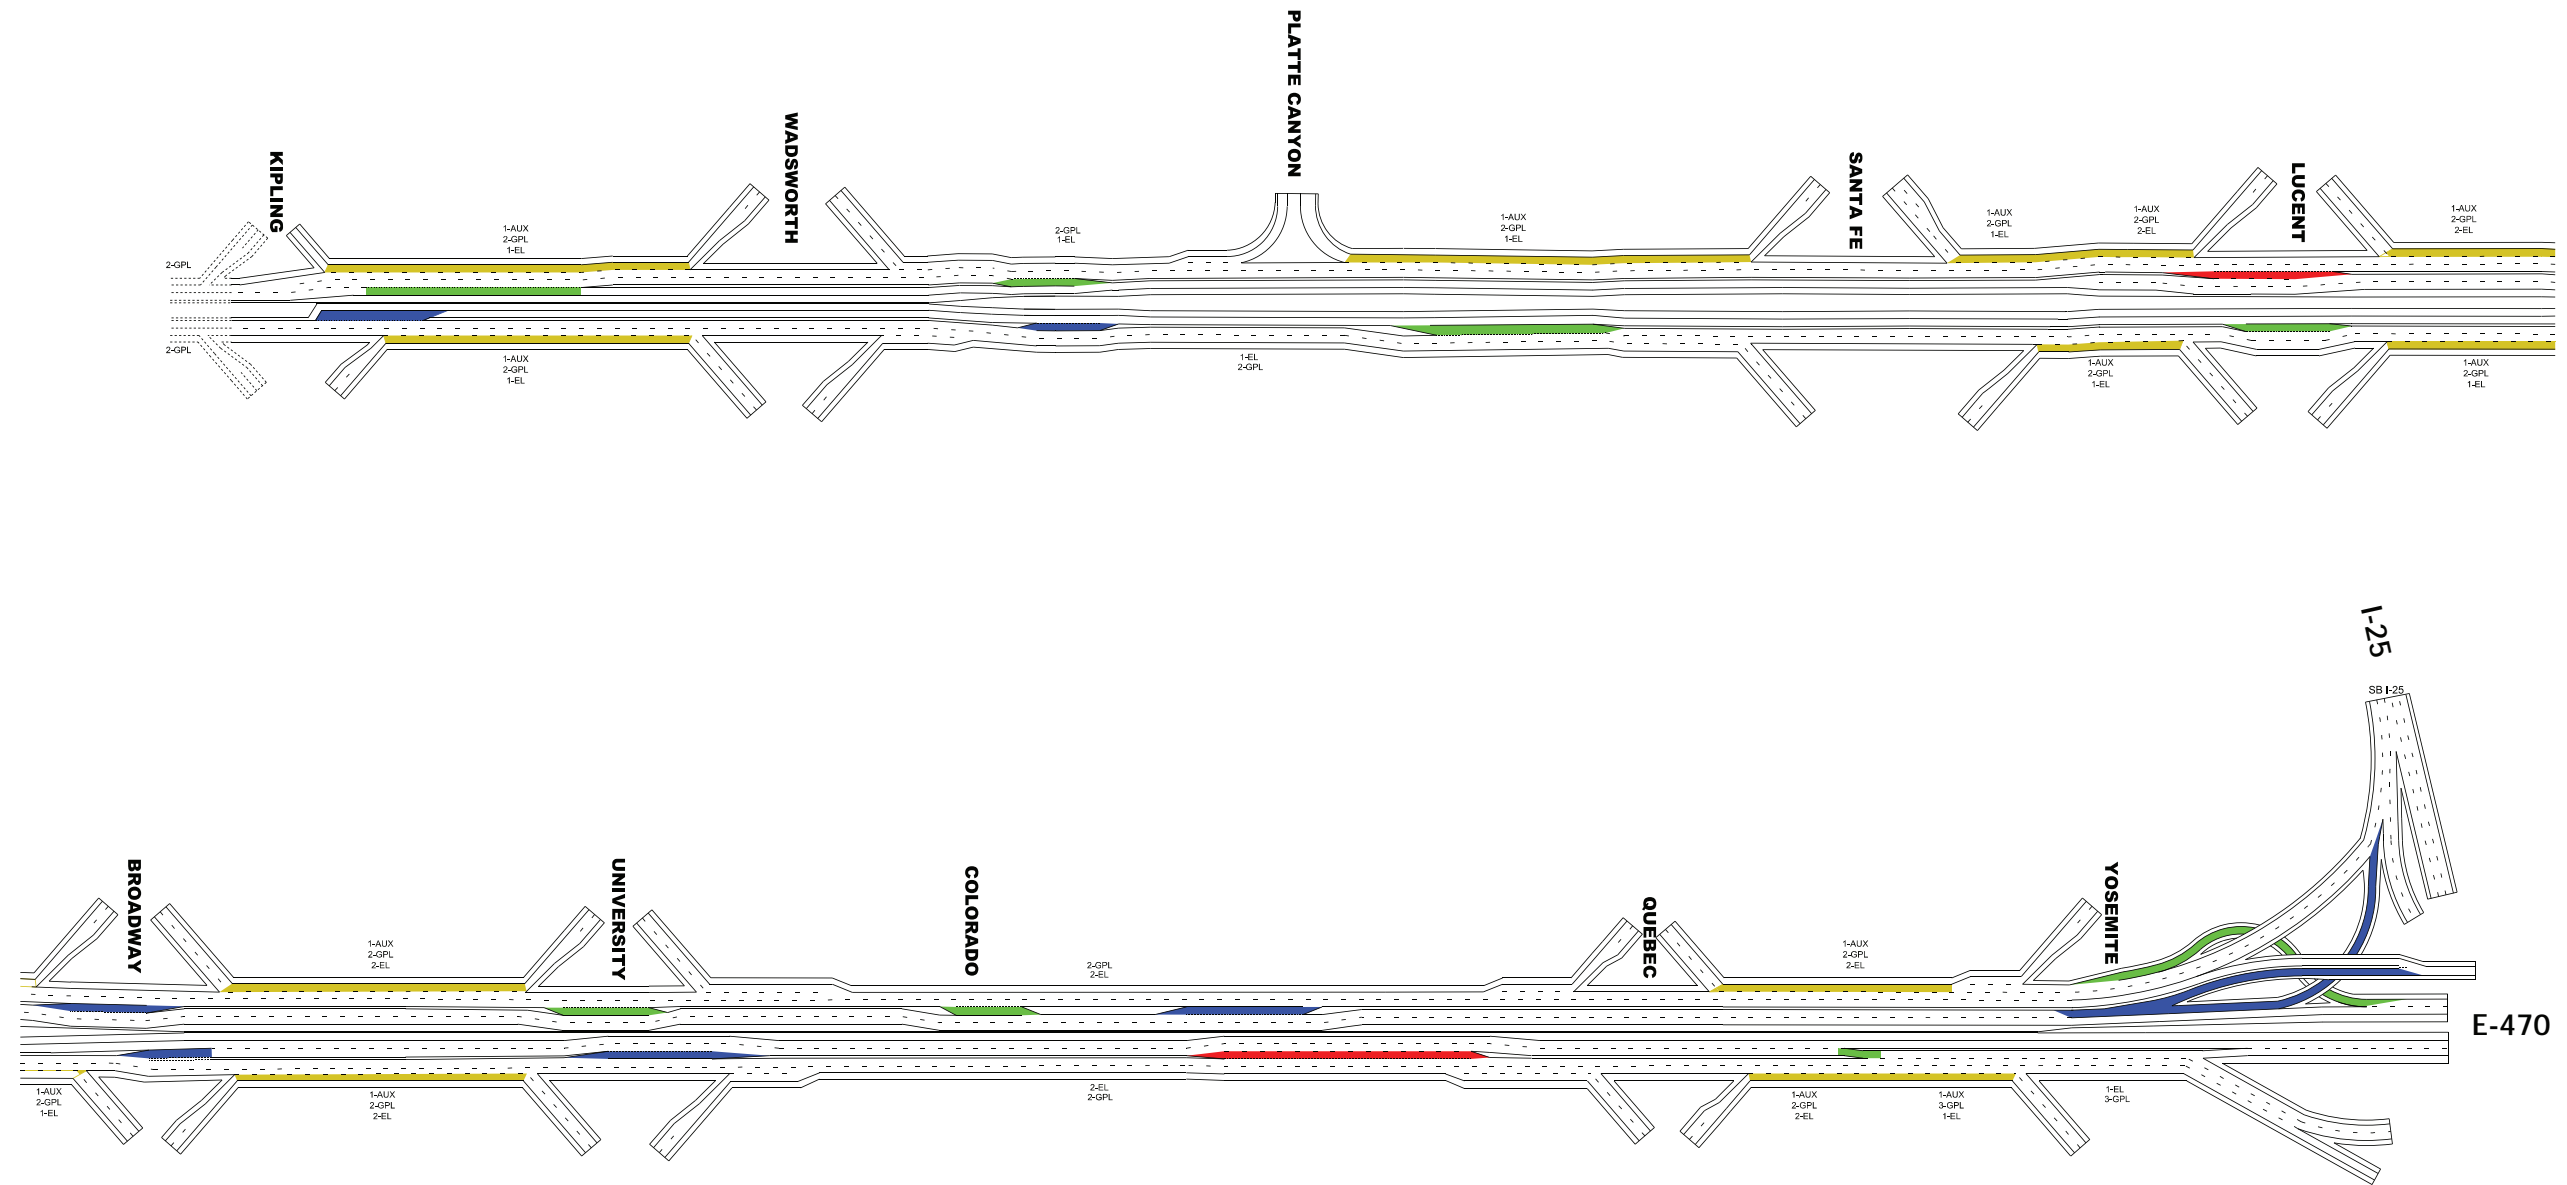 KIPLING
WADSWORTH
PLATTE CANYON
SANTA FE
LUCENT
2-GPL
1-AUX
2-GPL
1-EL
2-GPL
1-EL
1-AUX
2-GPL
1-EL
1-AUX
2-GPL
1-EL
1-AUX
2-GPL
2-EL
1-AUX
2-GPL
2-EL
2-GPL
1-AUX
2-GPL
1-EL
1-EL
2-GPL
1-AUX
2-GPL
1-EL
1-AUX
2-GPL
1-EL
I-25
SB I-25
BROADWAY
UNIVERSITY
COLORADO
QUEBEC
YOSEMITE
1-AUX
2-GPL
2-EL
2-GPL
2-EL
1-AUX
2-GPL
2-EL
E-470
1-AUX
2-GPL
1-EL
1-AUX
2-GPL
2-EL
2-EL
2-GPL
1-AUX
2-GPL
2-EL
1-AUX
3-GPL
1-EL
1-EL
3-GPL